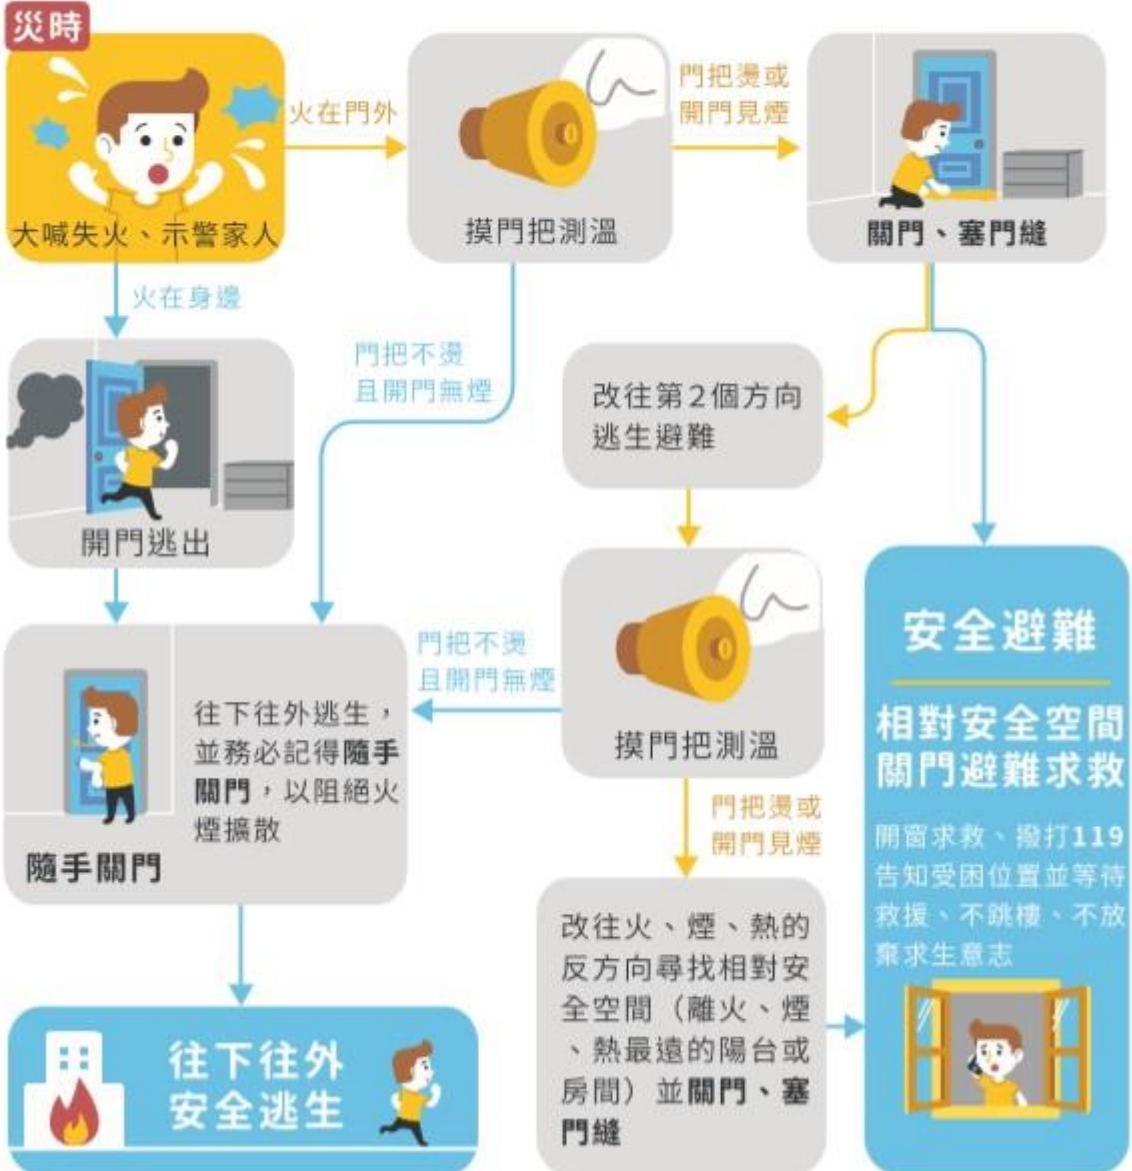 災時
大喊失火、示警家人
火在門外
摸門把測溫
門把燙或
開門見煙
關門、塞門縫
火在身邊
開門逃出
門把不燙
且開門無煙
改往第2個方向
逃生避難
摸門把測溫
門把不燙
且開門無煙
往下往外逃生，
並務必記得隨手
關門，以阻絕火
煙擴散
隨手關門
門把燙或
開門見煙
改往火、煙、熱的
反方向尋找相對安
全空間（離火、煙
、熱最遠的陽台或
房間）並關門、塞
門縫
安全避難
相對安全空間
關門避難求救
開窗求救、撥打119
告知受困位置並等待
救援、不跳樓、不放
棄求生意志
往下往外
安全逃生